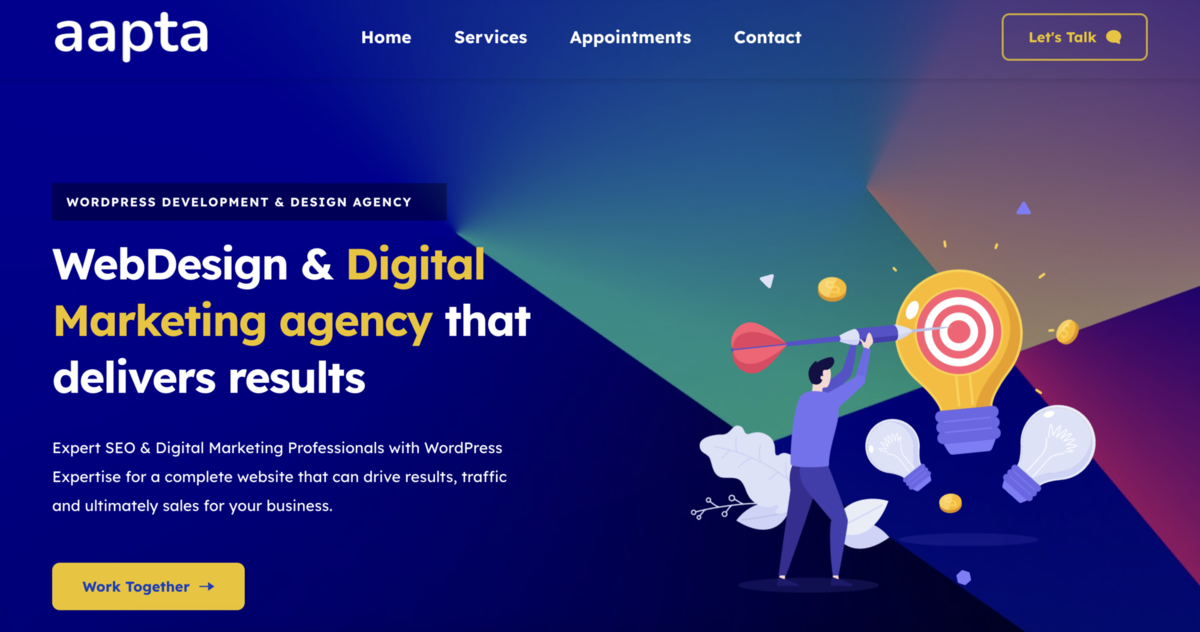 aapta
Home
Services
Appointments
Contact
Let's Talk
WORDPRESS DEVELOPMENT & DESIGN AGENCY
WebDesign & Digital
Marketing agency that
delivers results
Expert SEO & Digital Marketing Professionals with WordPress
Expertise for a complete website that can drive results, traffic
and ultimately sales for your business.
Work Together →